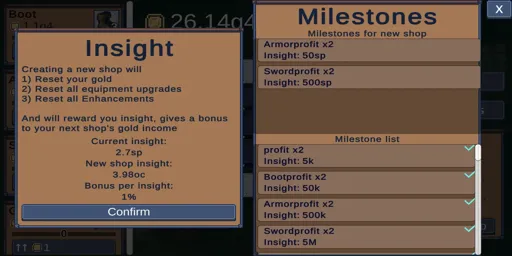 Boot
1.1q4
26.14q4
X
Insight
Creating a new shop will
1) Reset your gold
2) Reset all equipment upgrades
3) Reset all Enhancements
And will reward you insight, gives a bonus
to your next shop's gold income
Current insight:
2.7sp
New shop insight:
3.98oc
Bonus per insight:
1%
Confirm
↑↑ 1
Milestones
Milestones for new shop
Armorprofit x2
Insight: 50sp
Swordprofit x2
Insight: 500sp
Milestone list
profit x2
Insight: 5k
Bootprofit x2
Insight: 50k
Armorprofit x2
Insight: 500k
Swordprofit x2
Insight: 5M